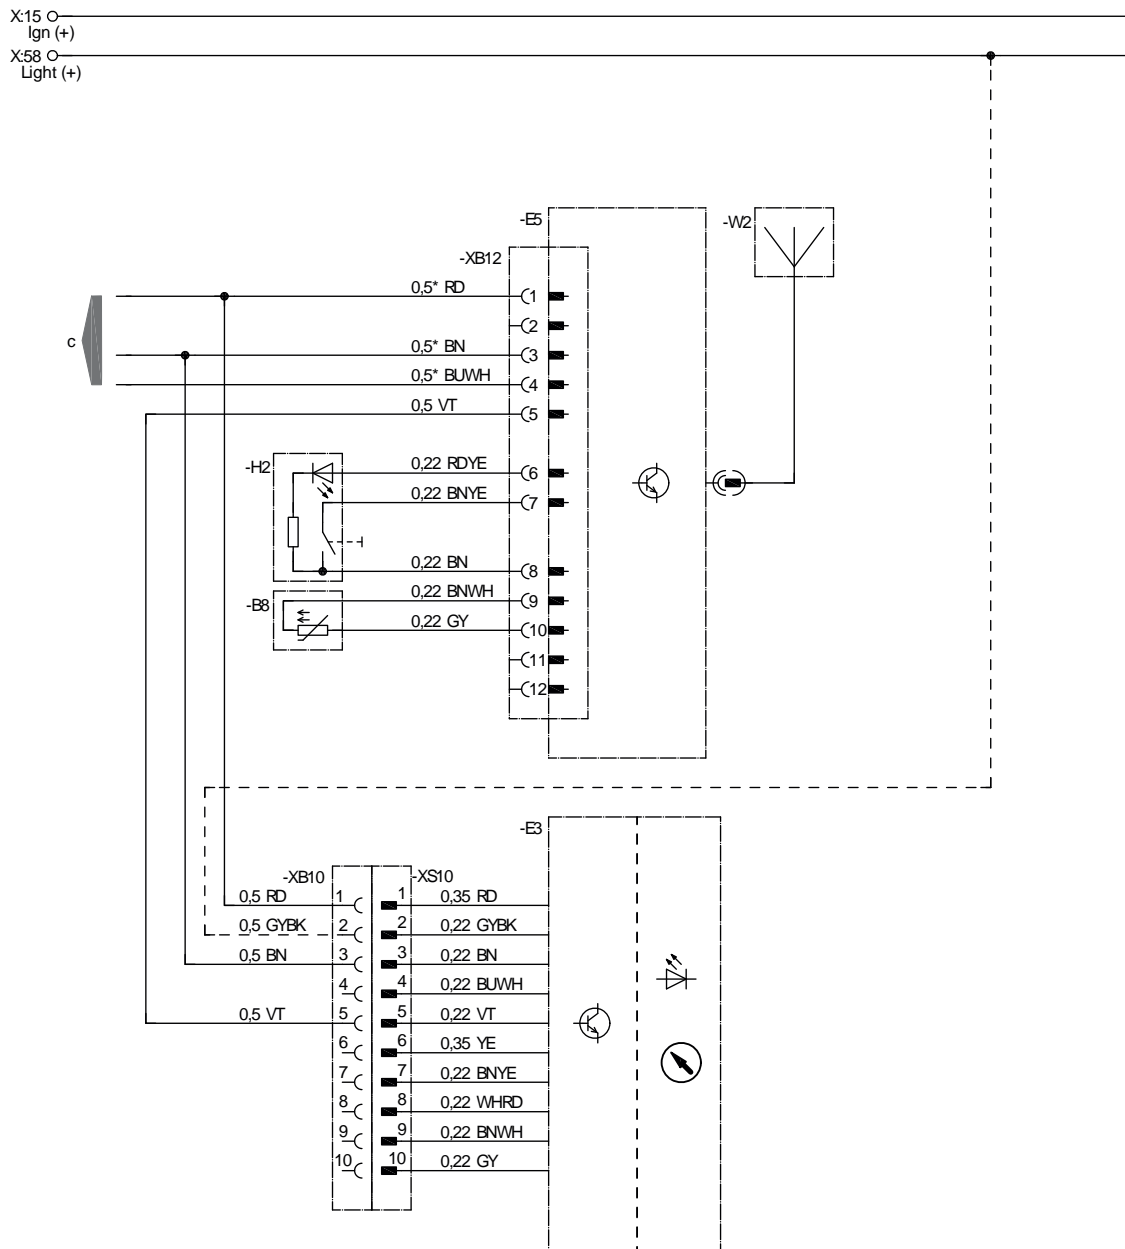 X:15
Ign (+)
X:58
Light (+)
-E5
-W2
-XB12
c
0,5* RD
1
2
0,5* BN
3
0,5* BUWH
4
0,5 VT
5
-H2
0,22 RDYE
6
0,22 BNYE
7
0,22 BN
8
-B8
0,22 BNWH
9
0,22 GY
10
11
12
-E3
-XB10
-XS10
0,5 RD
1
1
0,35 RD
0,5 GYBK
2
2
0,22 GYBK
0,5 BN
3
3
0,22 BN
4
4
0,22 BUWH
0,5 VT
5
5
0,22 VT
6
6
0,35 YE
7
7
0,22 BNYE
8
8
0,22 WHRD
9
9
0,22 BNWH
10
10
0,22 GY